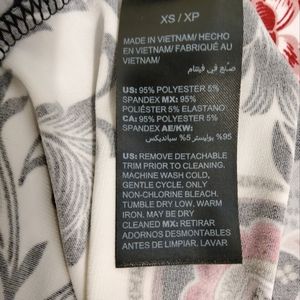 XS / XP
MADE IN VIETNAM/ HECHO
EN VIETNAM/ FABRIQUÉ AU
VIETNAM/
صنع في فيتنام
US: 95% POLYESTER 5%
SPANDEX MX: 95%
POLIÉSTER 5% ELASTANO
CA: 95% POLYESTER 5%
SPANDEX AE/KW:
95% بوليستر 5% سبانديكس
US: REMOVE DETACHABLE
TRIM PRIOR TO CLEANING.
MACHINE WASH COLD,
GENTLE CYCLE. ONLY
NON-CHLORINE BLEACH.
TUMBLE DRY LOW. WARM
IRON. MAY BE DRY
CLEANED MX: RETIRAR
ADORNOS DESMONTABLES
ANTES DE LIMPIAR. LAVAR